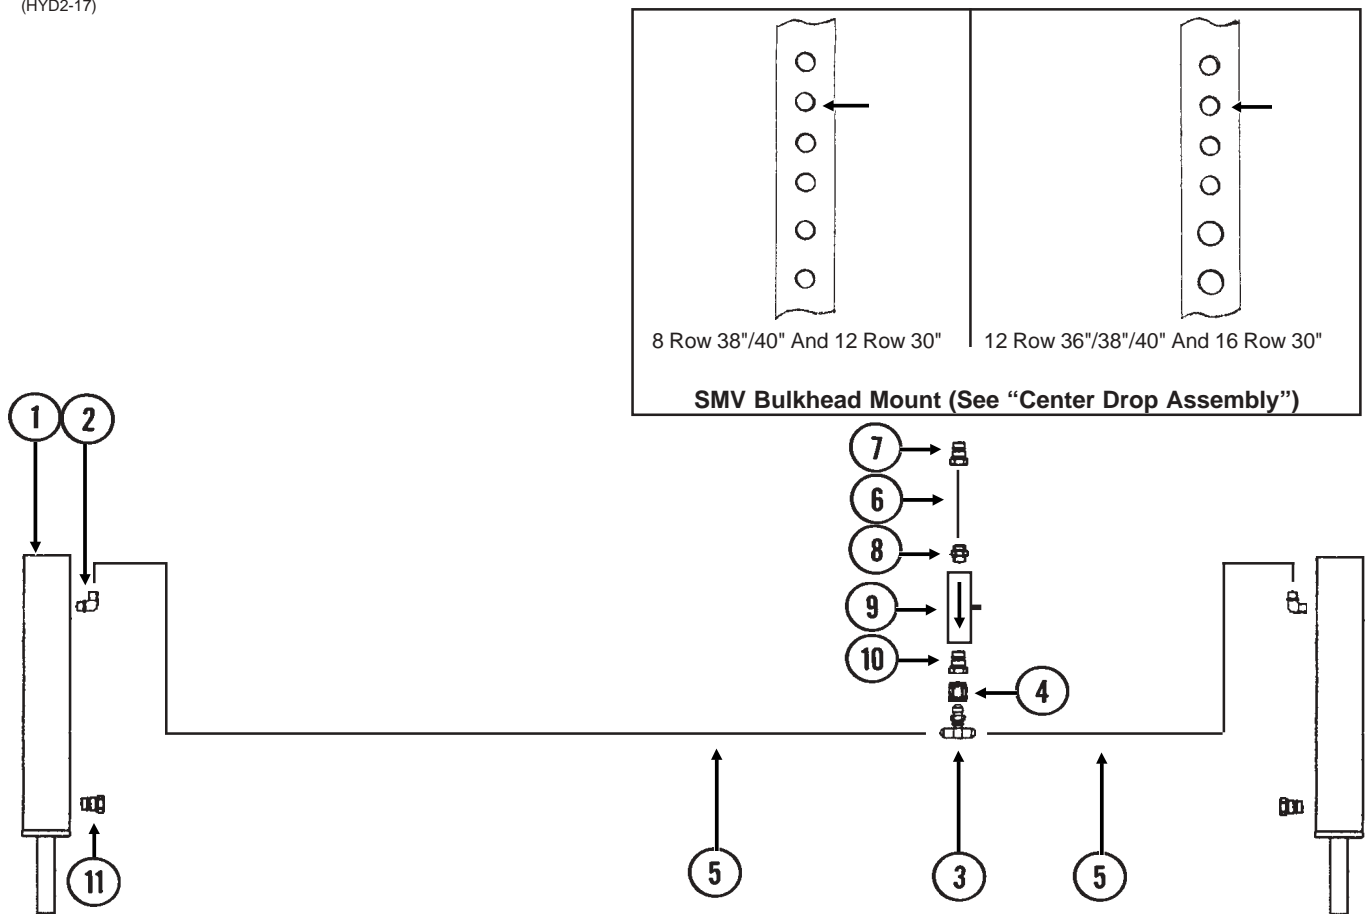 (HYD2-17)
8 Row 38"/40" And 12 Row 30"
12 Row 36"/38"/40" And 16 Row 30"
SMV Bulkhead Mount (See “Center Drop Assembly”)
1 2
7
6
8
9
10
4
11
5
3
5